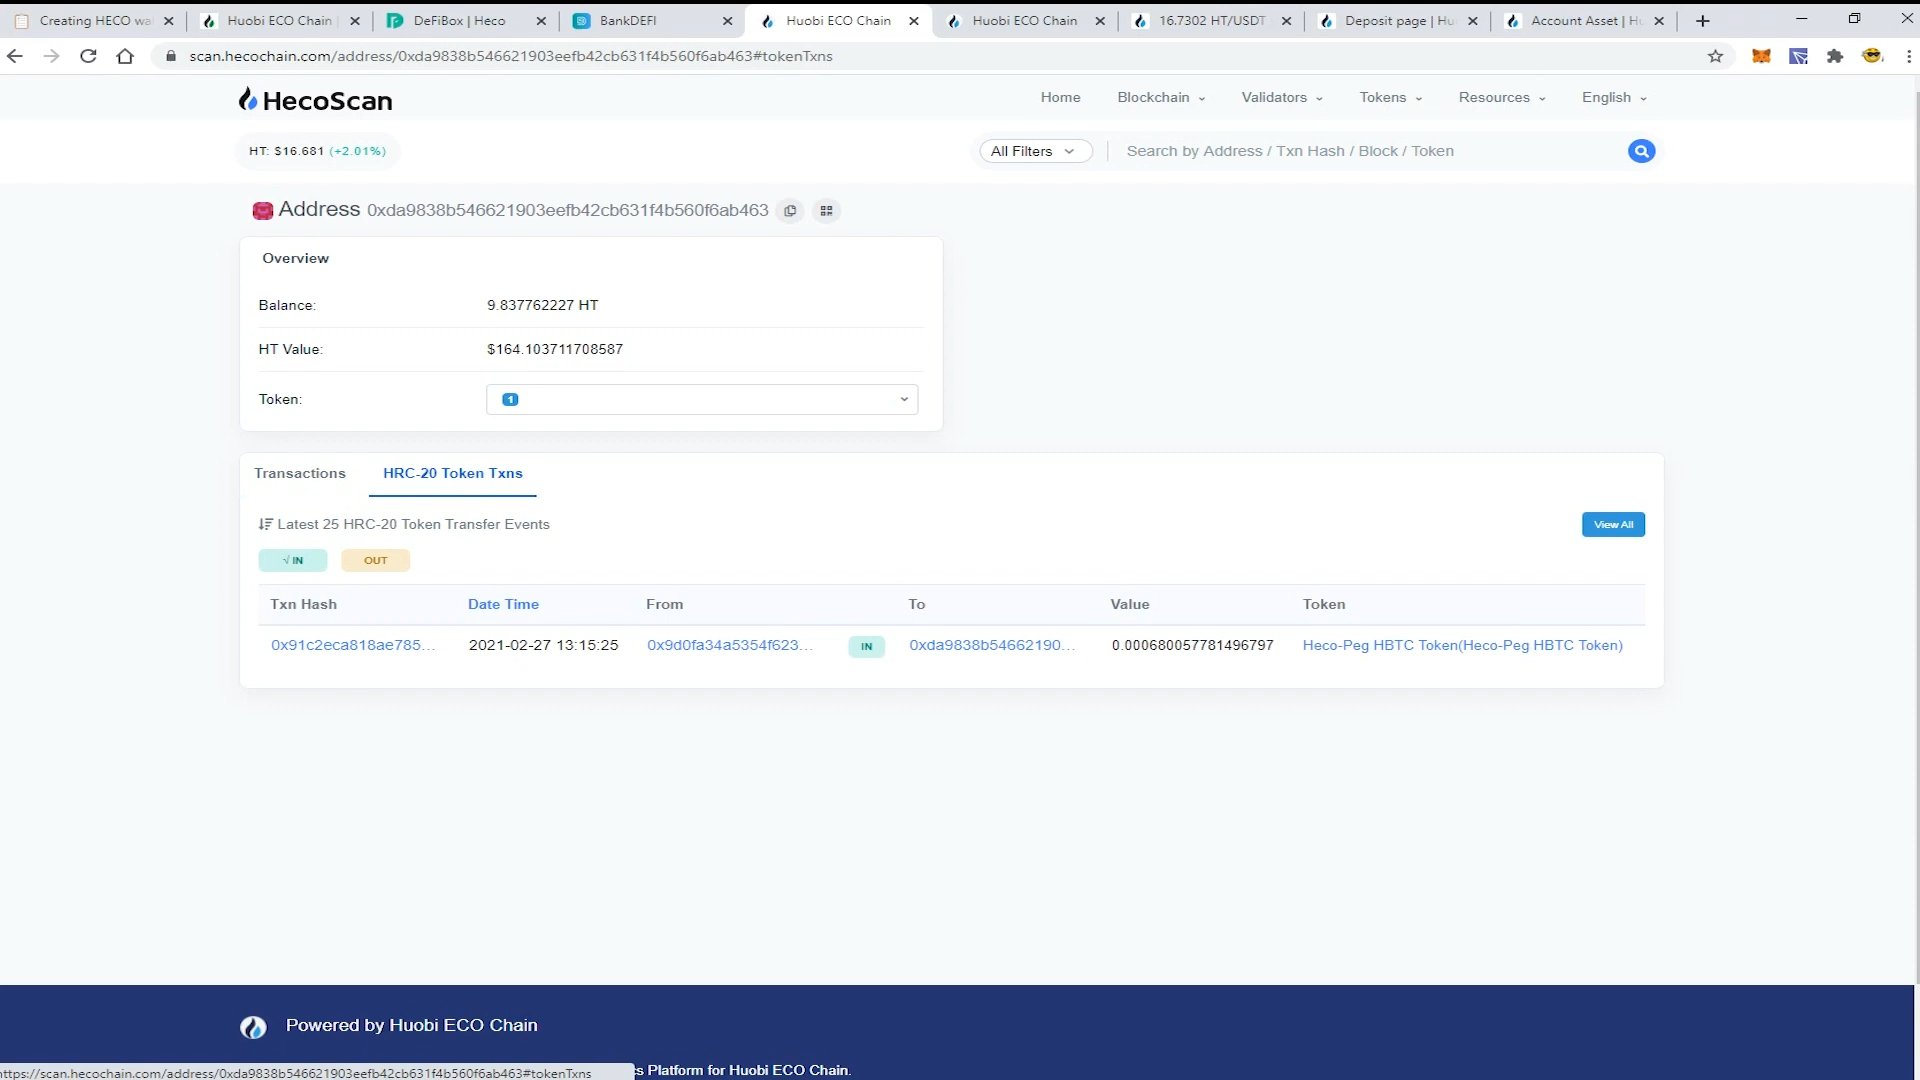 Creating HECO wa
Huobi ECO Chain
DeFiBox | Heco
BankDEFI
Huobi ECO Chain
Huobi ECO Chain
16.7302 HT/USDT
Deposit page | Hu
Account Asset | Hu
scan.hecochain.com/address/0xda9838b546621903eefb42cb631f4b560f6ab463#tokenTxns
HecoScan
Home
Blockchain
Validators
Tokens
Resources
English
HT: $16.681 (+2.01%)
All Filters
Search by Address / Txn Hash / Block / Token
Address 0xda9838b546621903eefb42cb631f4b560f6ab463
Overview
Balance: 9.837762227 HT
HT Value: $164.103711708587
Token: 1
Transactions
HRC-20 Token Txns
Latest 25 HRC-20 Token Transfer Events
View All
√ IN
OUT
Txn Hash Date Time From To Value Token
0x91c2eca818ae785... 2021-02-27 13:15:25 0x9d0fa34a5354f623... IN 0xda9838b54662190... 0.000680057781496797 Heco-Peg HBTC Token(Heco-Peg HBTC Token)
Powered by Huobi ECO Chain
https://scan.hecochain.com/address/0xda9838b546621903eefb42cb631f4b560f6ab463#tokenTxns
Platform for Huobi ECO Chain.